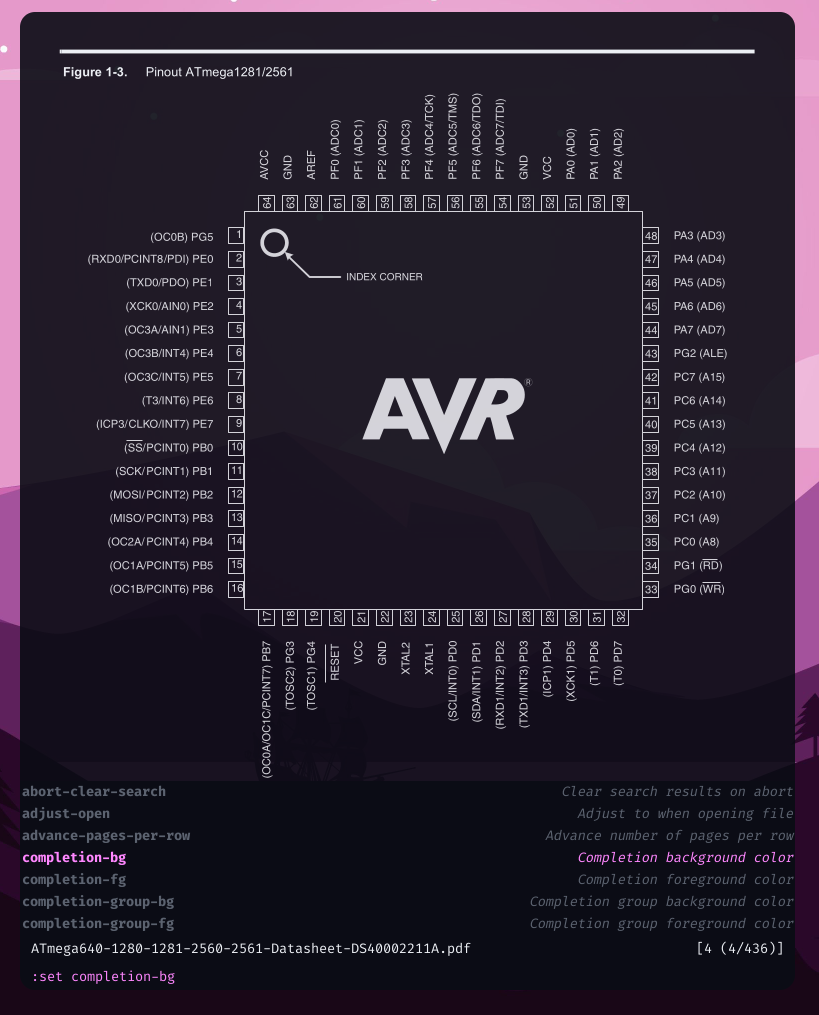 Figure 1-3. Pinout ATmega1281/2561
AVCC
GND
AREF
PF0 (ADC0)
PF1 (ADC1)
PF2 (ADC2)
PF3 (ADC3)
PF4 (ADC4/TCK)
PF5 (ADC5/TMS)
PF6 (ADC6/TDO)
PF7 (ADC7/TDI)
GND
VCC
PA0 (AD0)
PA1 (AD1)
PA2 (AD2)
64 63 62 61 60 59 58 57 56 55 54 53 52 51 50 49
(OC0B) PG5 1 48 PA3 (AD3)
(RXD0/PCINT8/PDI) PE0 2 47 PA4 (AD4)
INDEX CORNER
(TXD0/PDO) PE1 3 46 PA5 (AD5)
(XCK0/AIN0) PE2 4 45 PA6 (AD6)
(OC3A/AIN1) PE3 5 44 PA7 (AD7)
(OC3B/INT4) PE4 6 43 PG2 (ALE)
(OC3C/INT5) PE5 7 42 PC7 (A15)
(T3/INT6) PE6 8 41 PC6 (A14)
AVR®
(ICP3/CLKO/INT7) PE7 9 40 PC5 (A13)
(SS/PCINT0) PB0 10 39 PC4 (A12)
(SCK/PCINT1) PB1 11 38 PC3 (A11)
(MOSI/PCINT2) PB2 12 37 PC2 (A10)
(MISO/PCINT3) PB3 13 36 PC1 (A9)
(OC2A/PCINT4) PB4 14 35 PC0 (A8)
(OC1A/PCINT5) PB5 15 34 PG1 (RD)
(OC1B/PCINT6) PB6 16 33 PG0 (WR)
17 18 19 20 21 22 23 24 25 26 27 28 29 30 31 32
(OC0A/OC1C/PCINT7) PB7
(TOSC2) PG3
(TOSC1) PG4
RESET
VCC
GND
XTAL2
XTAL1
(SCL/INT0) PD0
(SDA/INT1) PD1
(RXD1/INT2) PD2
(TXD1/INT3) PD3
(ICP1) PD4
(XCK1) PD5
(T1) PD6
(T0) PD7
abort-clear-search Clear search results on abort
adjust-open Adjust to when opening file
advance-pages-per-row Advance number of pages per row
completion-bg Completion background color
completion-fg Completion foreground color
completion-group-bg Completion group background color
completion-group-fg Completion group foreground color
ATmega640-1280-1281-2560-2561-Datasheet-DS40002211A.pdf [4 (4/436)]
:set completion-bg